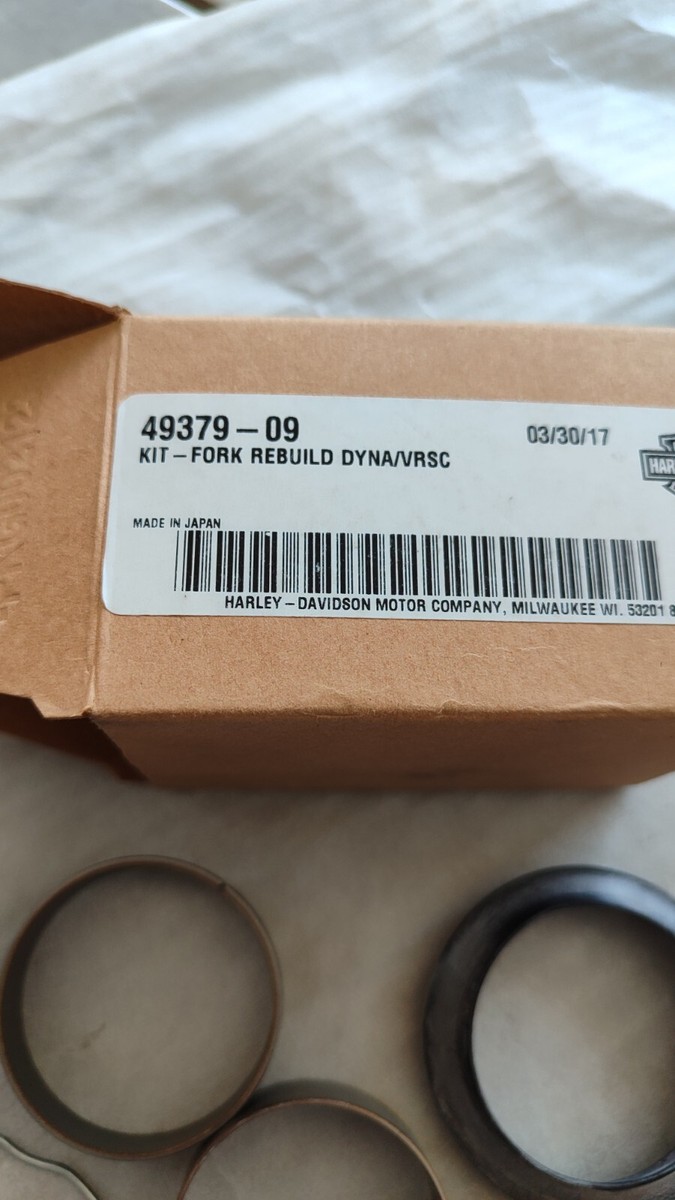 49379-09
03/30/17
KIT-FORK REBUILD DYNA/VRSC
MADE IN JAPAN
HARLEY-DAVIDSON MOTOR COMPANY, MILWAUKEE WI. 53201